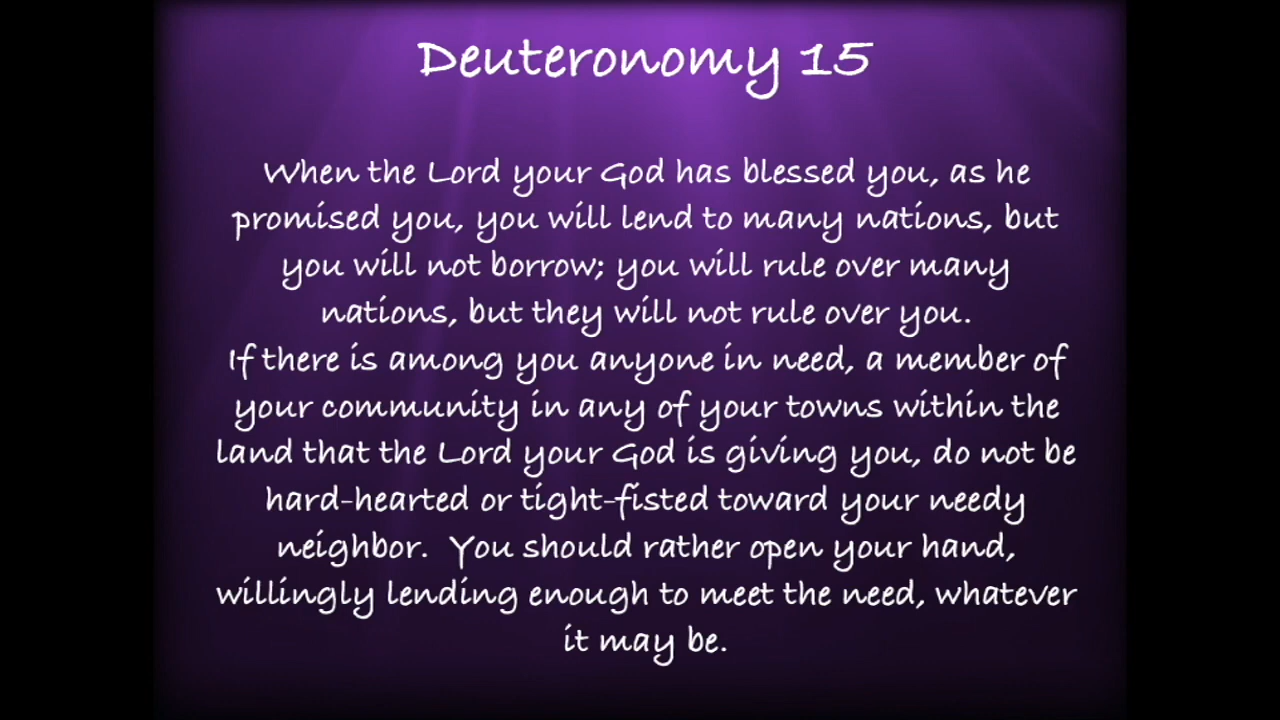 Deuteronomy 15
When the Lord your God has blessed you, as he
promised you, you will lend to many nations, but
you will not borrow; you will rule over many
nations, but they will not rule over you.
If there is among you anyone in need, a member of
your community in any of your towns within the
land that the Lord your God is giving you, do not be
hard-hearted or tight-fisted toward your needy
neighbor.  You should rather open your hand,
willingly lending enough to meet the need, whatever
it may be.